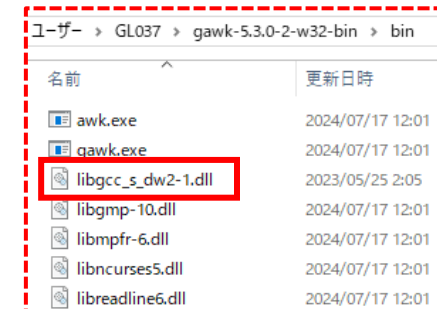 ユーザー › GL037 › gawk-5.3.0-2-w32-bin › bin
名前 更新日時
awk.exe 2024/07/17 12:01
gawk.exe 2024/07/17 12:01
libgcc_s_dw2-1.dll 2023/05/25 2:05
libgmp-10.dll 2024/07/17 12:01
libmpfr-6.dll 2024/07/17 12:01
libncurses5.dll 2024/07/17 12:01
libreadline6.dll 2024/07/17 12:01